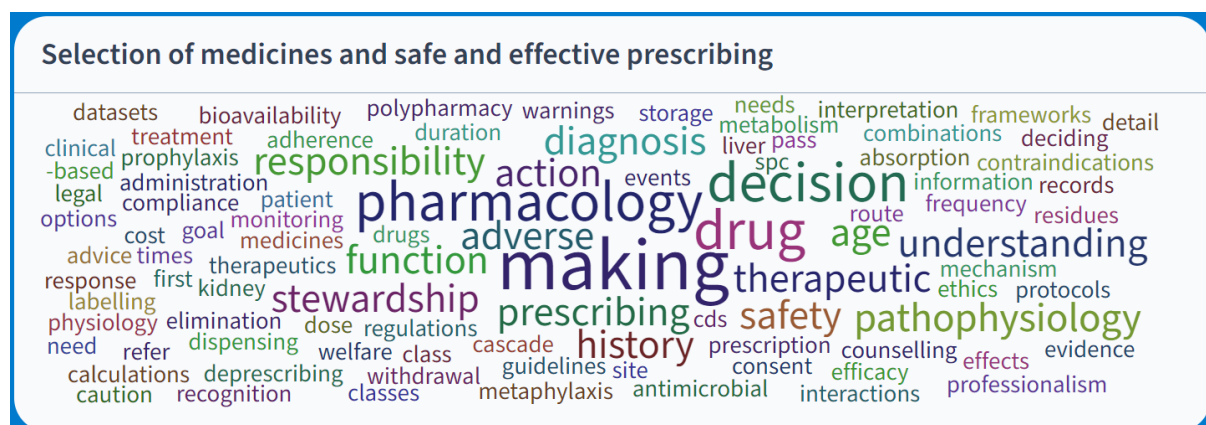 Selection of medicines and safe and effective prescribing
datasets bioavailability polypharmacy warnings storage needs interpretation frameworks detail
clinical treatment adherence duration diagnosis metabolism liver pass combinations deciding
-based prophylaxis responsibility action events spc decision absorption contraindications
legal administration compliance patient pharmacology information records
options cost goal monitoring medicines drugs adverse drug age route frequency residues
advice times therapeutics function making understanding
response first kidney stewardship therapeutic mechanism ethics protocols
labelling physiology elimination dose regulations prescribing cds safety pathophysiology
need refer dispensing welfare class cascade history prescription counselling effects evidence
calculations deprescribing withdrawal guidelines site consent efficacy professionalism
caution recognition classes metaphylaxis antimicrobial interactions